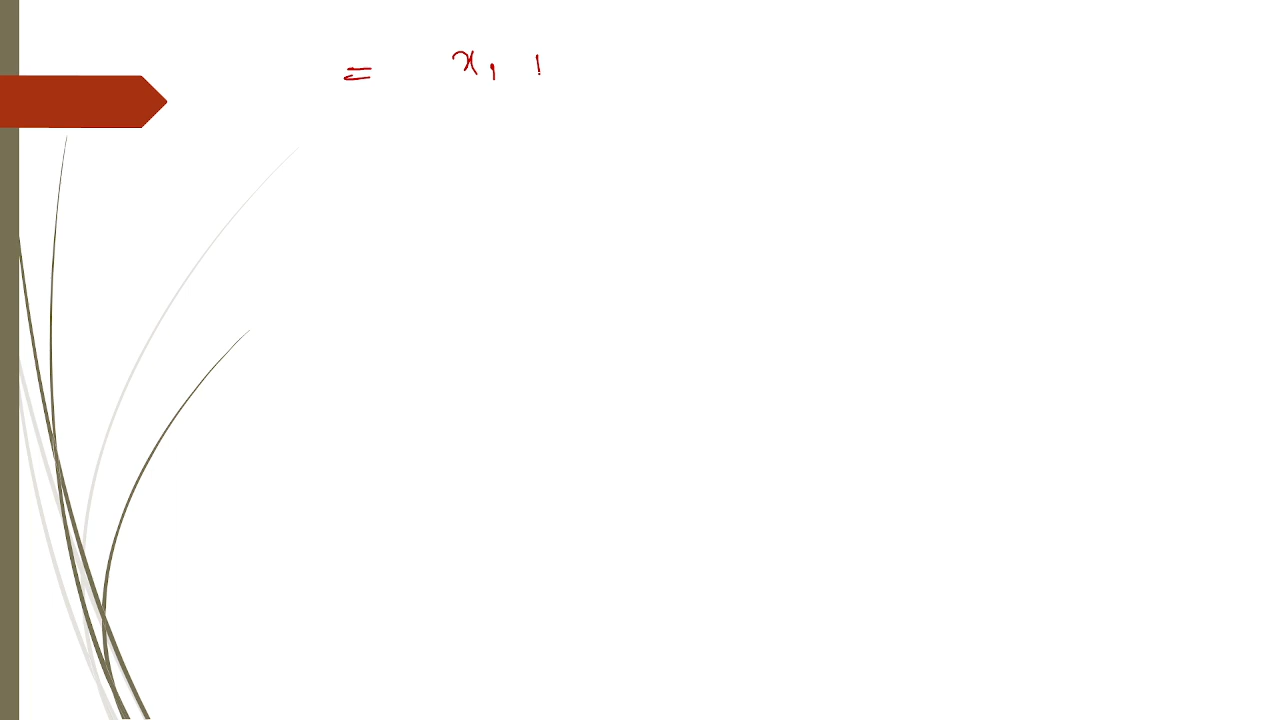 = x, !